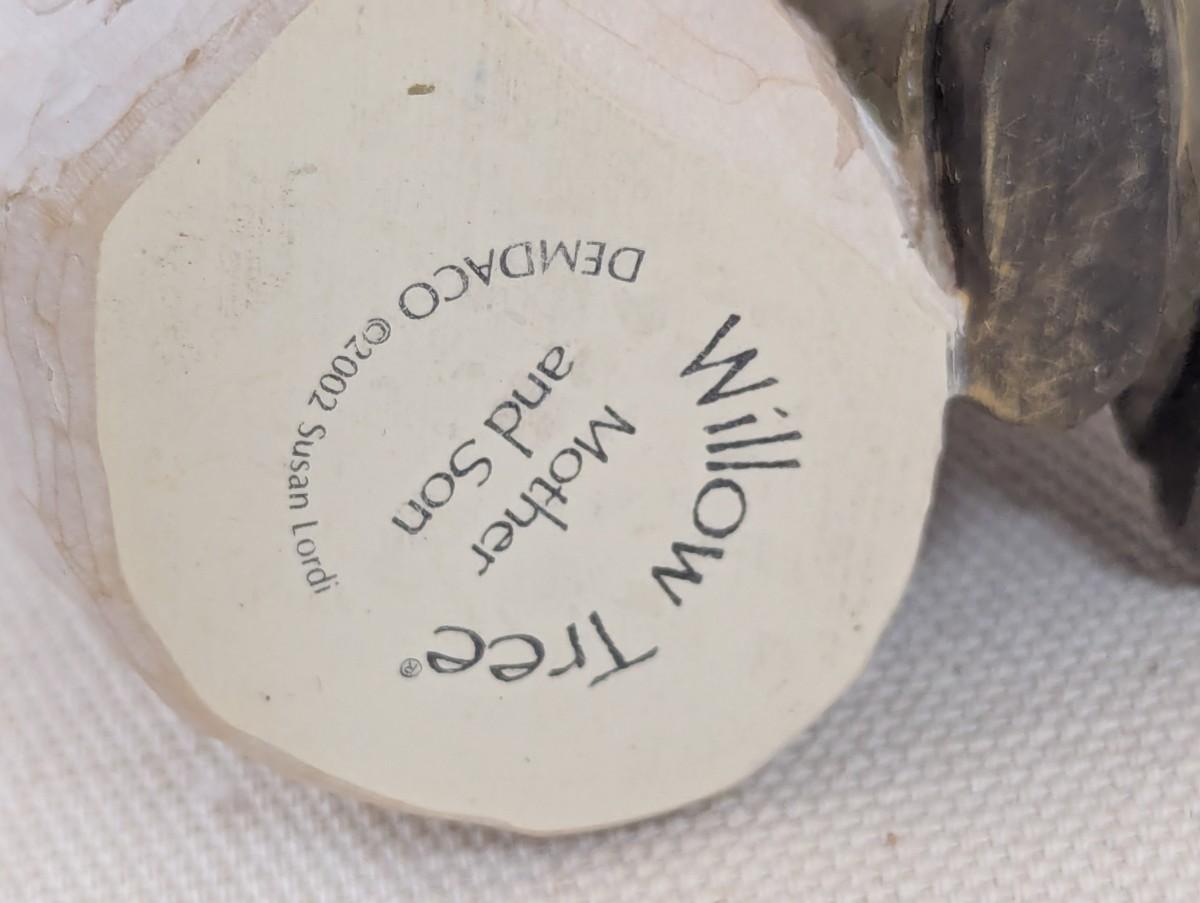 Willow Tree®
Mother
and Son
DEMDACO ©2002 Susan Lordi